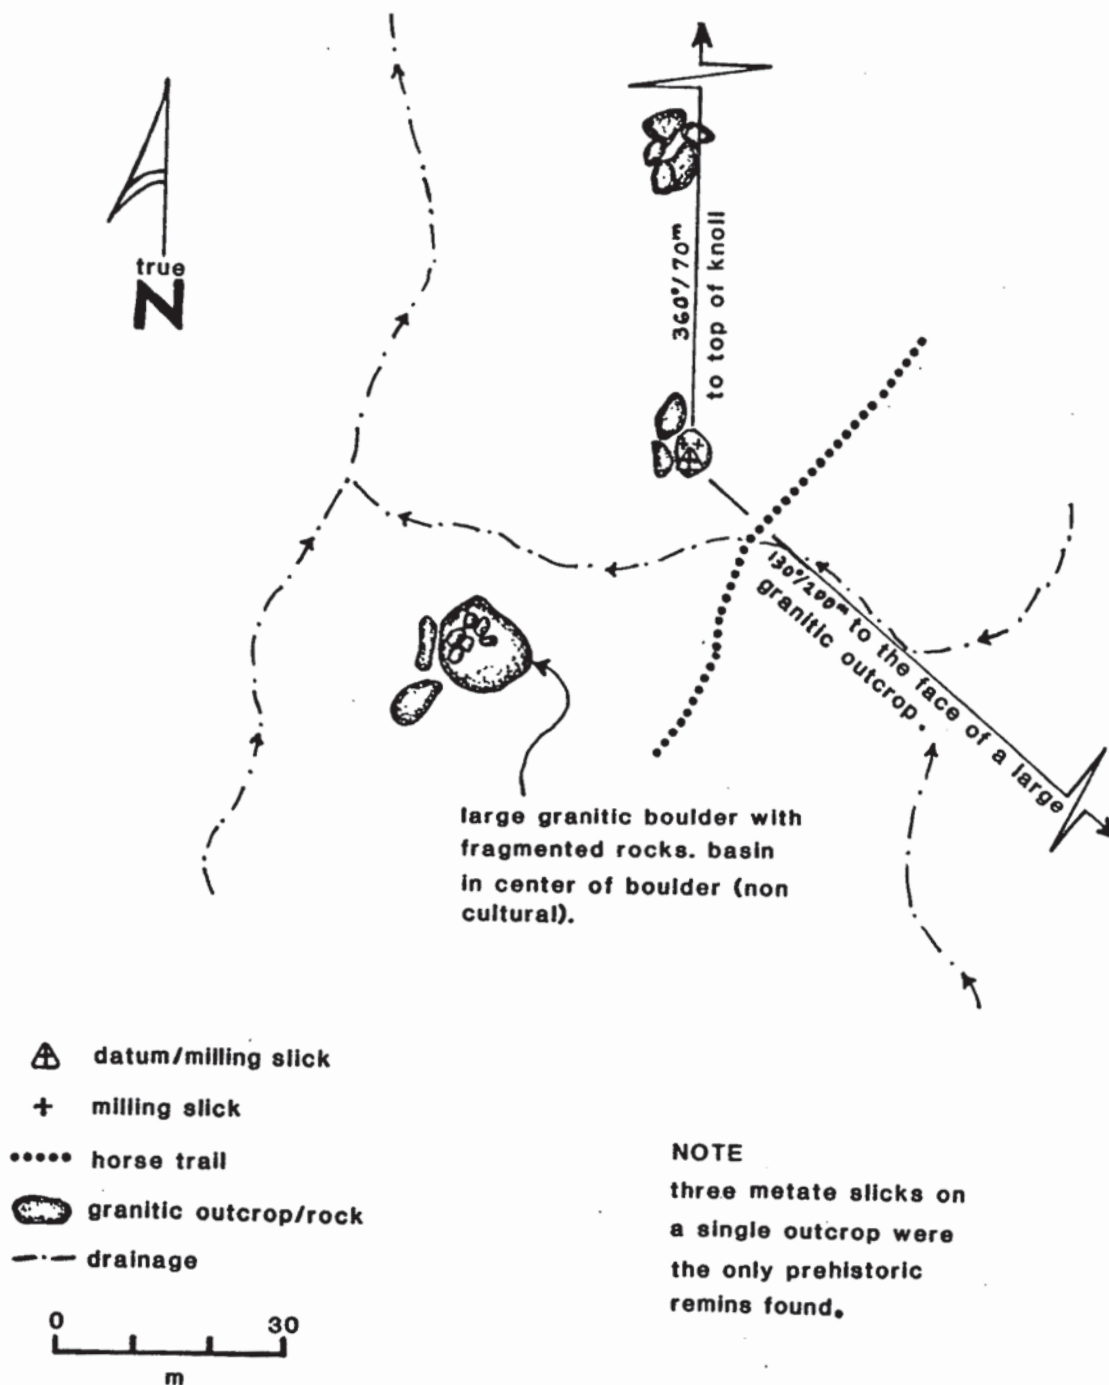 true
N
360°/70m
to top of knoll
130°/200m to the face of a large
granitic outcrop.
large granitic boulder with
fragmented rocks. basin
in center of boulder (non
cultural).
datum/milling slick
milling slick
horse trail
granitic outcrop/rock
drainage
0 30
m
NOTE
three metate slicks on
a single outcrop were
the only prehistoric
remins found.